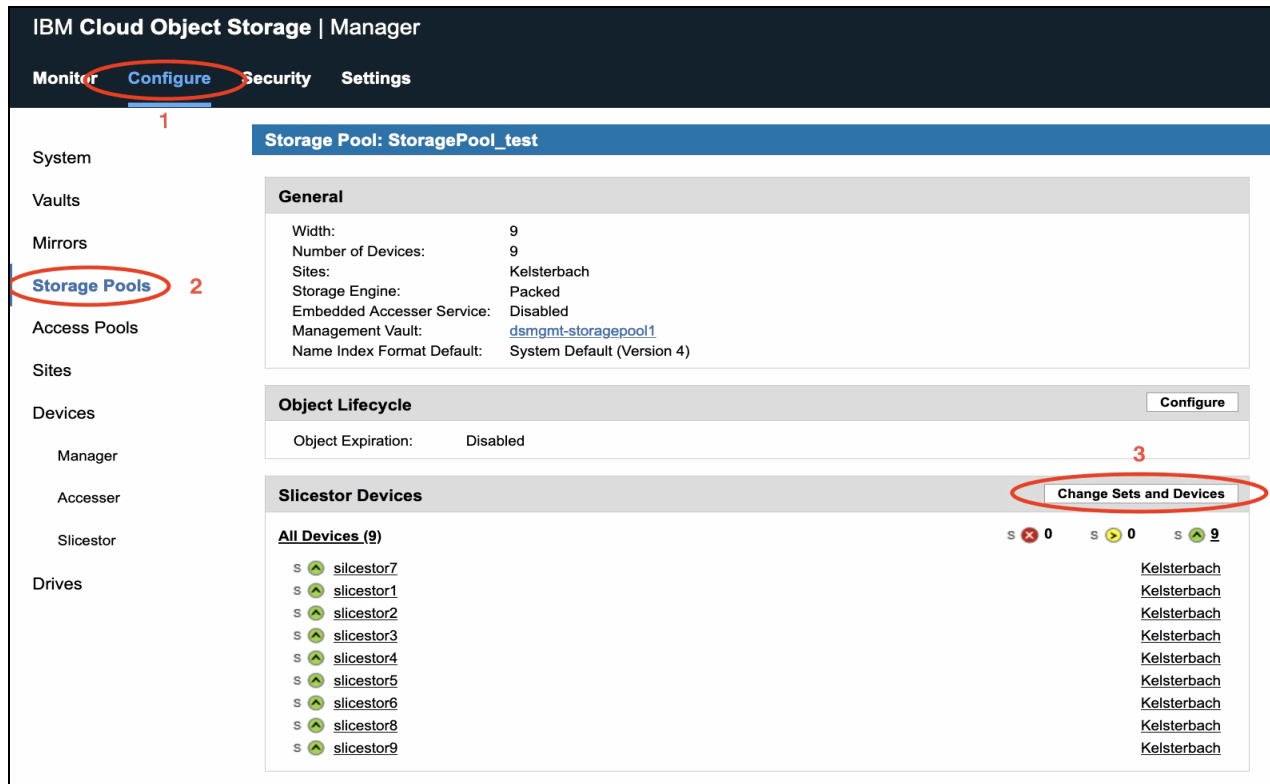 IBM Cloud Object Storage | Manager
Monitor Configure Security Settings
1
System
Vaults
Mirrors
Storage Pools 2
Access Pools
Sites
Devices
Manager
Accesser
Slicestor
Drives
Storage Pool: StoragePool_test
General
Width: 9
Number of Devices: 9
Sites: Kelsterbach
Storage Engine: Packed
Embedded Accesser Service: Disabled
Management Vault: dsmgmt-storagepool1
Name Index Format Default: System Default (Version 4)
Object Lifecycle Configure
Object Expiration: Disabled
3
Slicestor Devices Change Sets and Devices
All Devices (9) S 0 S 0 S 9
S silcestor7 Kelsterbach
S slicestor1 Kelsterbach
S slicestor2 Kelsterbach
S slicestor3 Kelsterbach
S slicestor4 Kelsterbach
S slicestor5 Kelsterbach
S slicestor6 Kelsterbach
S slicestor8 Kelsterbach
S slicestor9 Kelsterbach